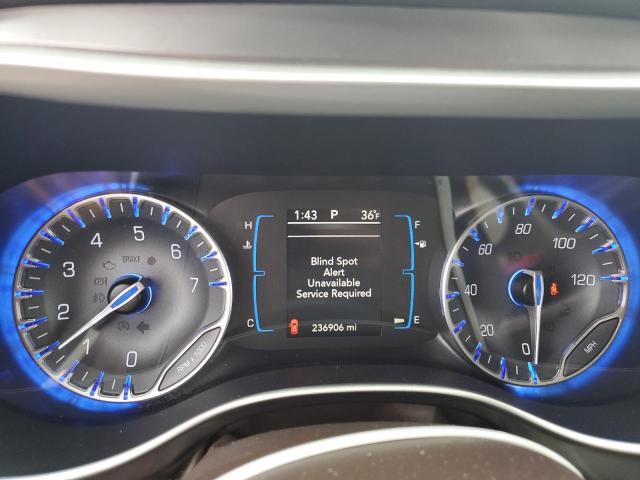 1:43 P 36°F
H F
Blind Spot
Alert
Unavailable
Service Required
C E
236906 mi
0 1 2 3 4 5 6 7
BRAKE
RPM x 1000
0 20 40 60 80 100 120
MPH